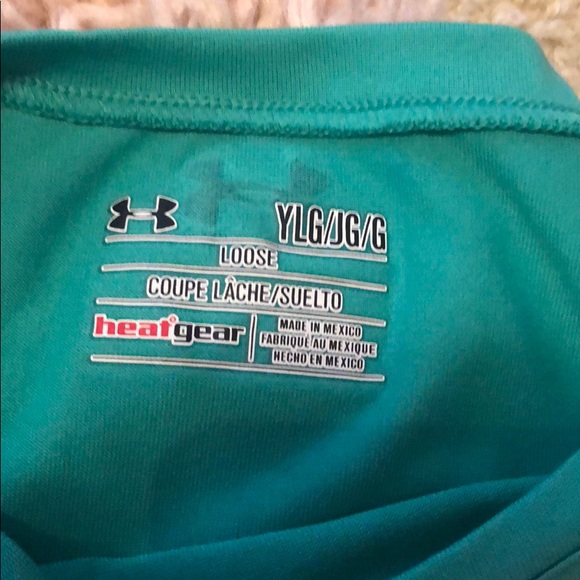 YLG/JG/G
LOOSE
COUPE LÂCHE/SUELTO
heatgear
MADE IN MEXICO
FABRIQUÉ AU MEXIQUE
HECHO EN MEXICO